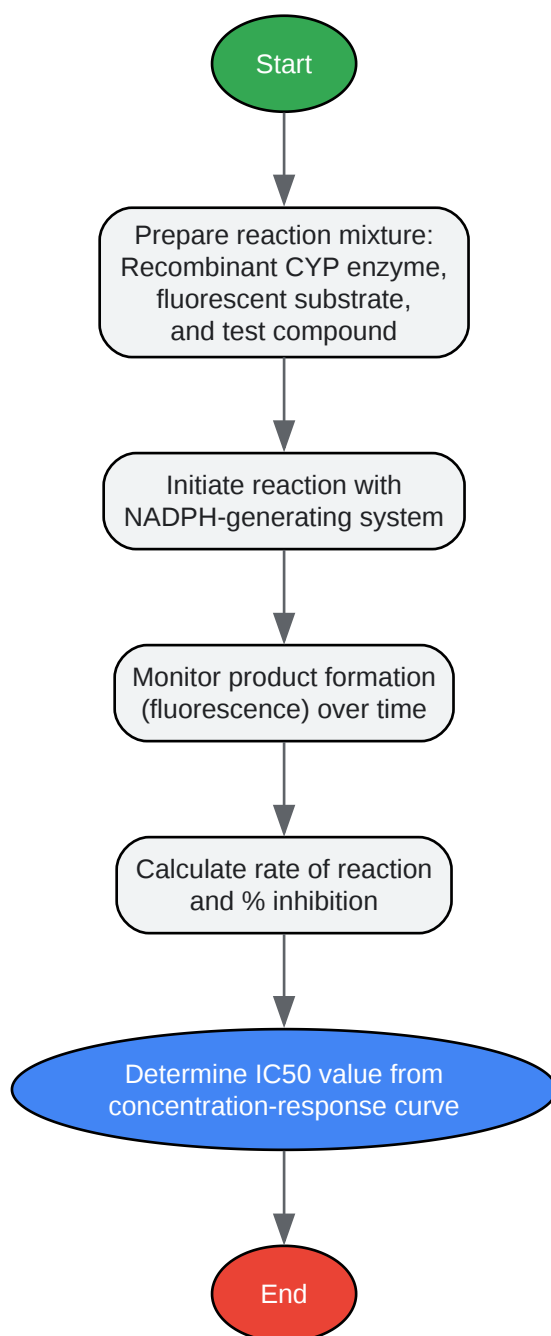 Start
Prepare reaction mixture:
Recombinant CYP enzyme,
fluorescent substrate,
and test compound
Initiate reaction with
NADPH-generating system
Monitor product formation
(fluorescence) over time
Calculate rate of reaction
and % inhibition
Determine IC50 value from
concentration-response curve
End